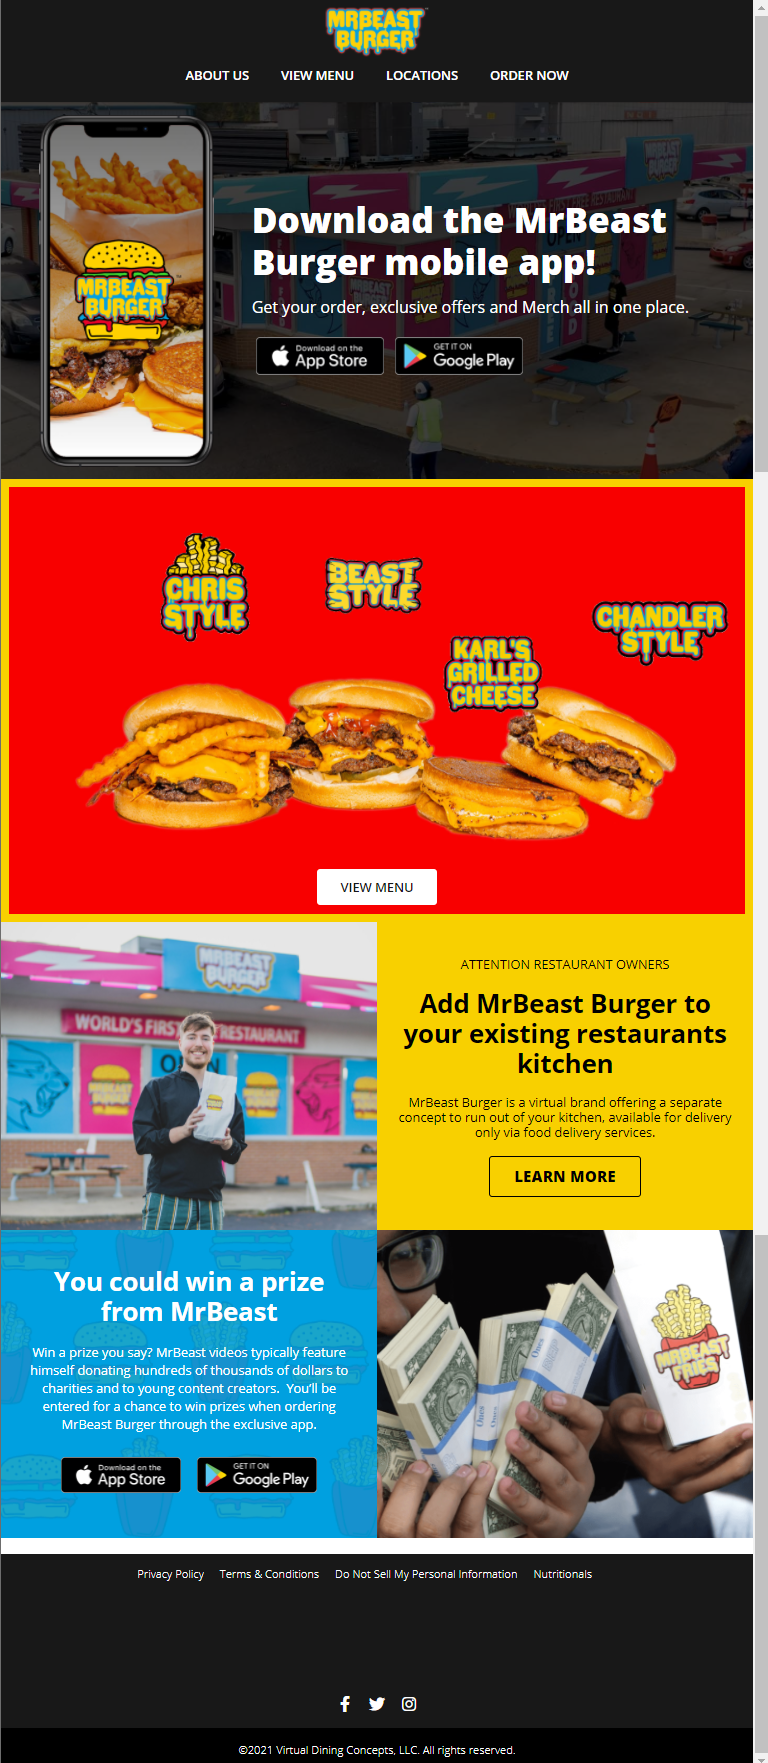 MRBEAST
BURGER
ABOUT US VIEW MENU LOCATIONS ORDER NOW
MRBEAST
BURGER
OPEN
MRBEAST
BURGER
Download the MrBeast
Burger mobile app!
Get your order, exclusive offers and Merch all in one place.
Download on the
App Store
GET IT ON
Google Play
CHRIS
STYLE
BEAST
STYLE
KARL'S
GRILLED
CHEESE
CHANDLER
STYLE
VIEW MENU
MRBEAST
BURGER
WORLD'S FIRST RESTAURANT
OPEN
ATTENTION RESTAURANT OWNERS
Add MrBeast Burger to
your existing restaurants
kitchen
MrBeast Burger is a virtual brand offering a separate
concept to run out of your kitchen, available for delivery
only via food delivery services.
LEARN MORE
You could win a prize
from MrBeast
Win a prize you say? MrBeast videos typically feature
himself donating hundreds of thousands of dollars to
charities and to young content creators.  You'll be
entered for a chance to win prizes when ordering
MrBeast Burger through the exclusive app.
Download on the
App Store
GET IT ON
Google Play
Ones
Ones
Ones
MRBEAST
FRIES
Privacy Policy Terms & Conditions Do Not Sell My Personal Information Nutritionals
©2021 Virtual Dining Concepts, LLC. All rights reserved.